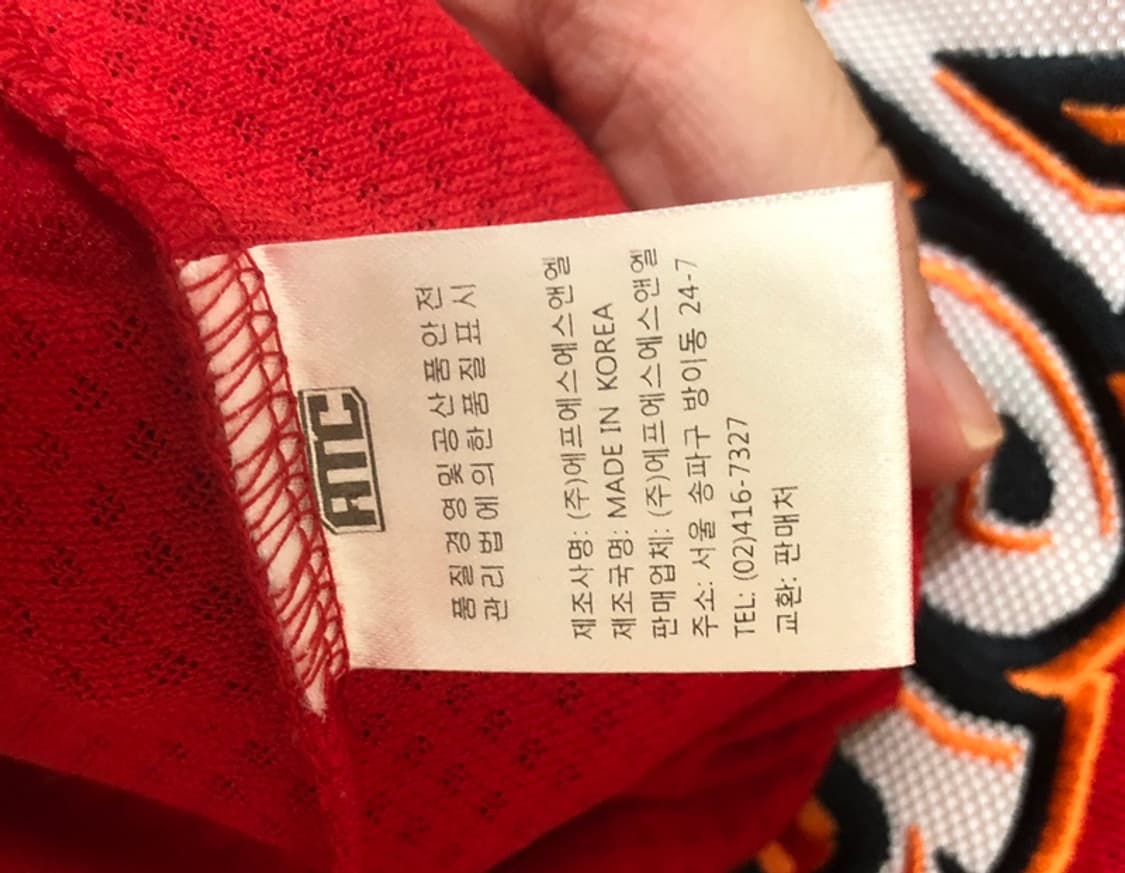 ATC
품질경영및공산품안전
관리법에의한품질표시
제조사명: (주)에프에스에스앤엘
제조국명: MADE IN KOREA
판매업체: (주)에프에스에스앤엘
주소: 서울 송파구 방이동 24-7
TEL: (02)416-7327
교환: 판매처